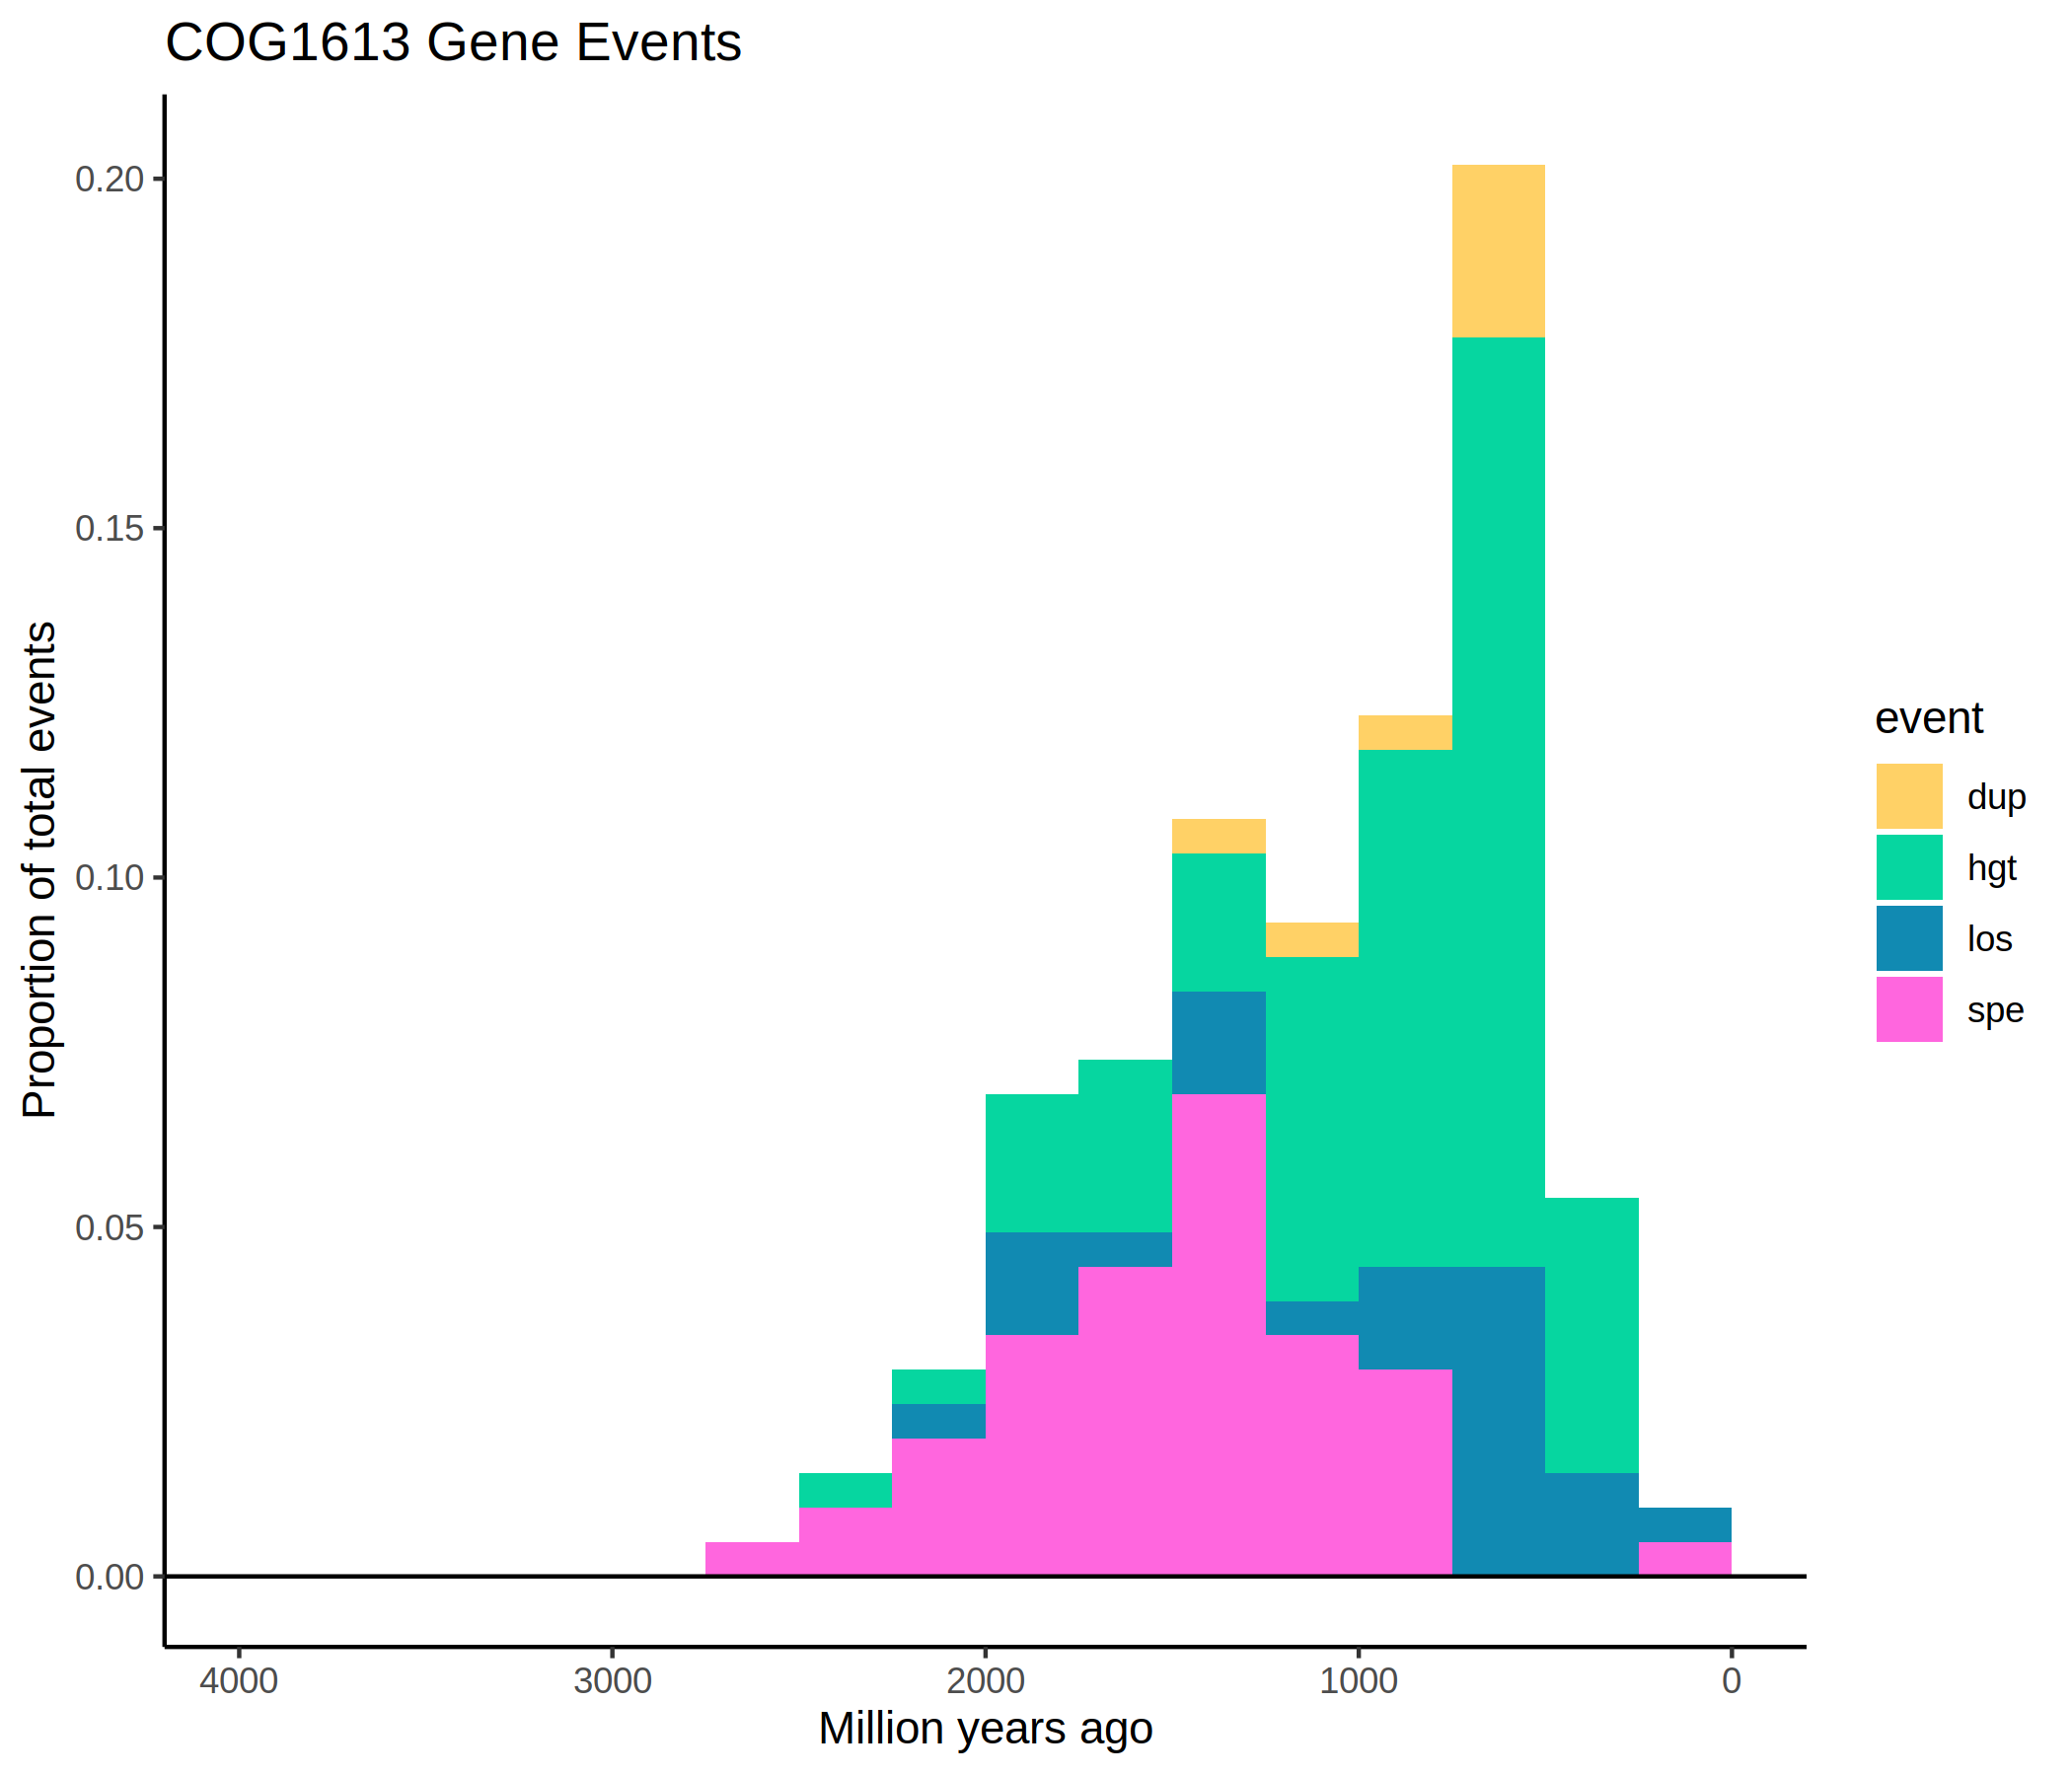 COG1613 Gene Events
Proportion of total events
0.20
0.15
0.10
0.05
0.00
4000 3000 2000 1000 0
Million years ago
event
dup
hgt
los
spe